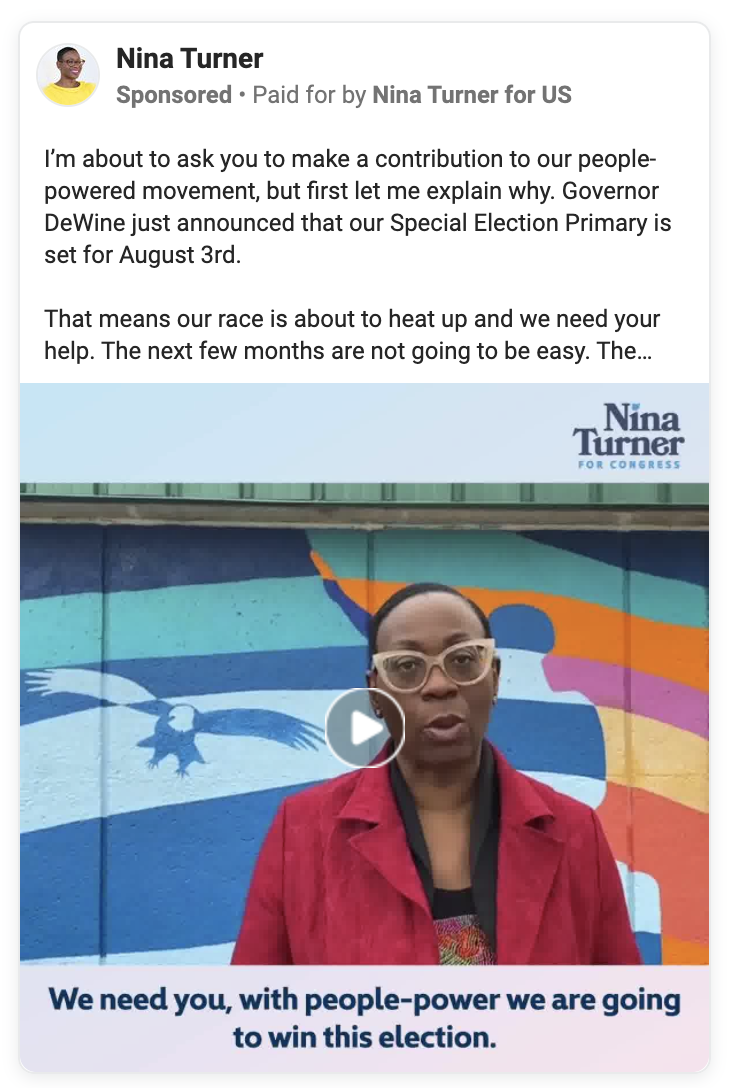 Nina Turner
Sponsored • Paid for by Nina Turner for US
I’m about to ask you to make a contribution to our people-
powered movement, but first let me explain why. Governor
DeWine just announced that our Special Election Primary is
set for August 3rd.
That means our race is about to heat up and we need your
help. The next few months are not going to be easy. The…
Nina
Turner
FOR CONGRESS
We need you, with people-power we are going
to win this election.